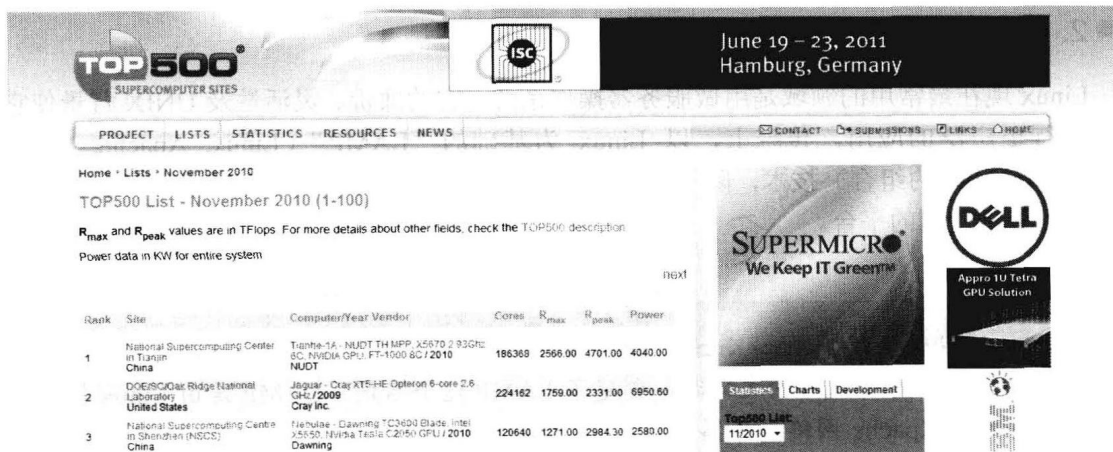 TOP500®
SUPERCOMPUTER SITES
ISC
®
June 19 – 23, 2011
Hamburg, Germany
PROJECT LISTS STATISTICS RESOURCES NEWS
CONTACT SUBMISSIONS LINKS HOME
Home › Lists › November 2010
TOP500 List - November 2010 (1-100)
Rmax and Rpeak values are in TFlops. For more details about other fields, check the TOP500 description.
Power data in KW for entire system
next
Rank Site Computer/Year Vendor Cores Rmax Rpeak Power
1 National Supercomputing Center in Tianjin China Tianhe-1A - NUDT TH MPP, X5670 2.93Ghz 6C, NVIDIA GPU, FT-1000 8C / 2010 NUDT 186368 2566.00 4701.00 4040.00
2 DOE/SC/Oak Ridge National Laboratory United States Jaguar - Cray XT5-HE Opteron 6-core 2.6 GHz / 2009 Cray Inc. 224162 1759.00 2331.00 6950.60
3 National Supercomputing Centre in Shenzhen (NSCS) China Nebulae - Dawning TC3600 Blade, Intel X5650, NVidia Tesla C2050 GPU / 2010 Dawning 120640 1271.00 2984.30 2580.00
SUPERMICRO
We Keep IT Green™
DELL
Appro 1U Tetra
GPU Solution
Statistics Charts Development
Top500 List:
11/2010
IBM